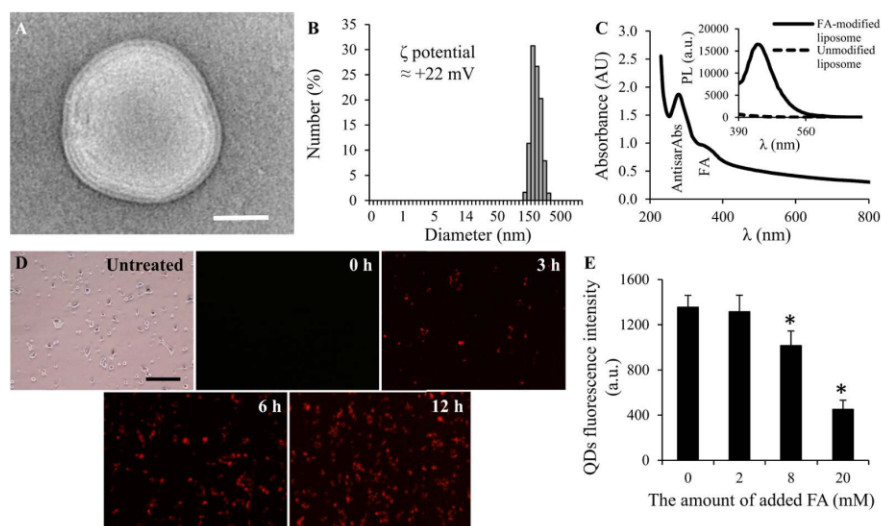 A
B
ζ potential
≈ +22 mV
Number (%)
35
30
25
20
15
10
5
0
0 1 5 14 50 150 500
Diameter (nm)
C
FA-modified
liposome
Unmodified
liposome
PL (a.u.)
20000
15000
10000
5000
0
390 560
λ (nm)
Absorbance (AU)
3.0
2.5
2.0
1.5
1.0
0.5
0.0
AntisarAbs
FA
200 400 600 800
λ (nm)
D
Untreated
0 h
3 h
6 h
12 h
E
QDs fluorescence intensity
(a.u.)
1600
1200
800
400
0
*
*
0 2 8 20
The amount of added FA (mM)